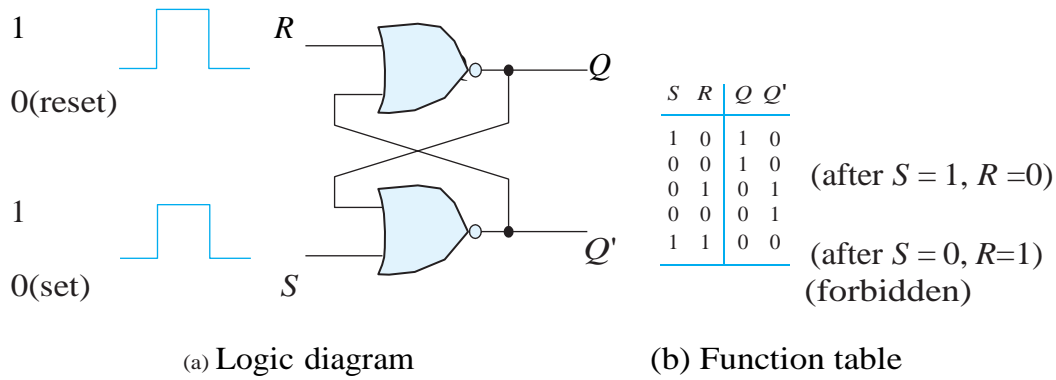 1
R
Q
0(reset)
S R Q Q'
1 0 1 0
0 0 1 0
(after S = 1, R =0)
0 1 0 1
0 0 0 1
1 1 0 0
(after S = 0, R=1)
(forbidden)
1
Q'
0(set)
S
(a) Logic diagram
(b) Function table